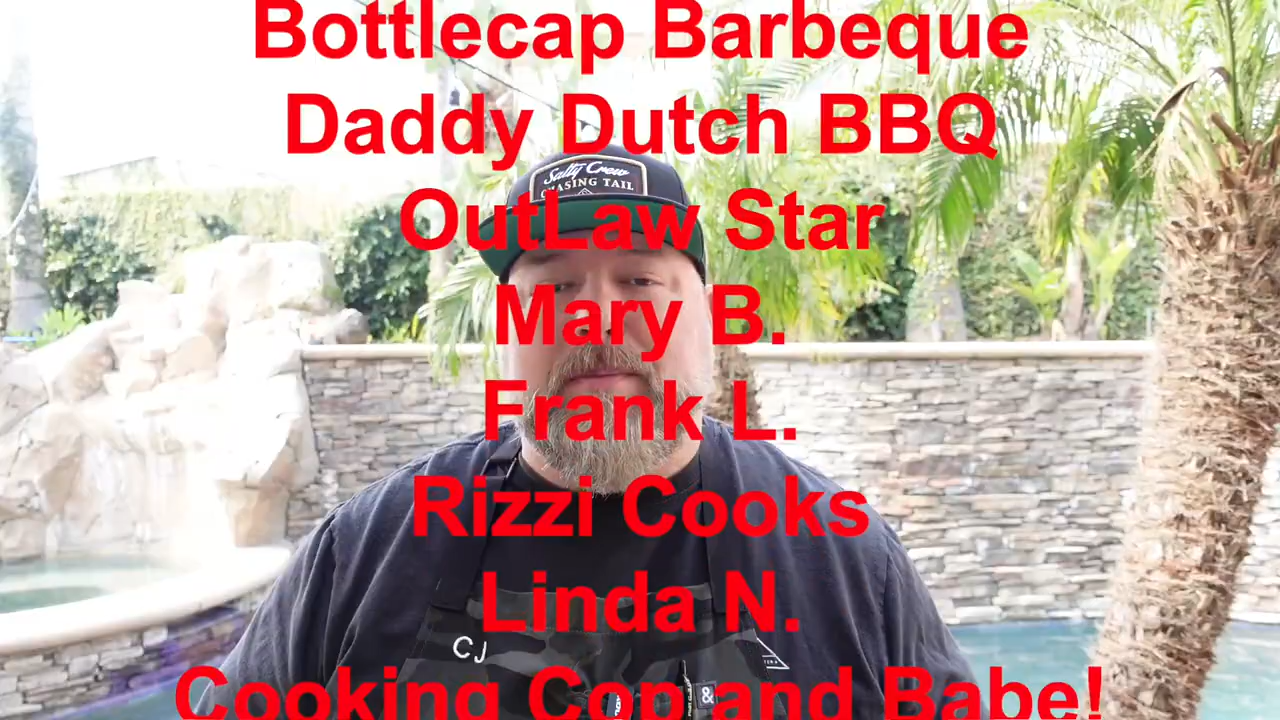 Bottlecap Barbeque
Daddy Dutch BBQ
Salty Crew
CHASING TAIL
OutLaw Star
Mary B.
Frank L.
Rizzi Cooks
Linda N.
CJ
Cooking Cop and Babe!
&